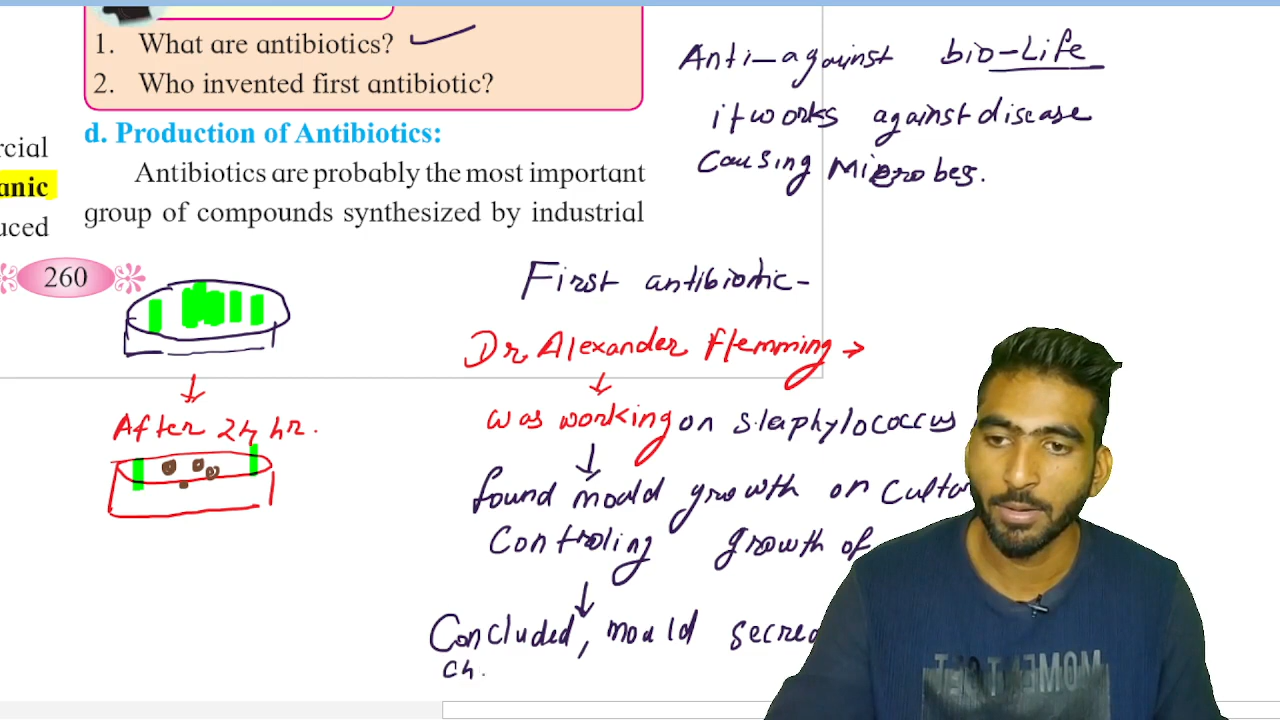 1. What are antibiotics?
2. Who invented first antibiotic?
d. Production of Antibiotics:
Antibiotics are probably the most important
group of compounds synthesized by industrial
rcial
anic
uced
260
Anti-against bio-Life
it works against disease
causing Microbes.
First antibiotic-
Dr Alexander Flemming →
was working on staphylococcus
found mould growth on
Controling growth of
Concluded, mould
ch.
After 24 hr.
MOMENT